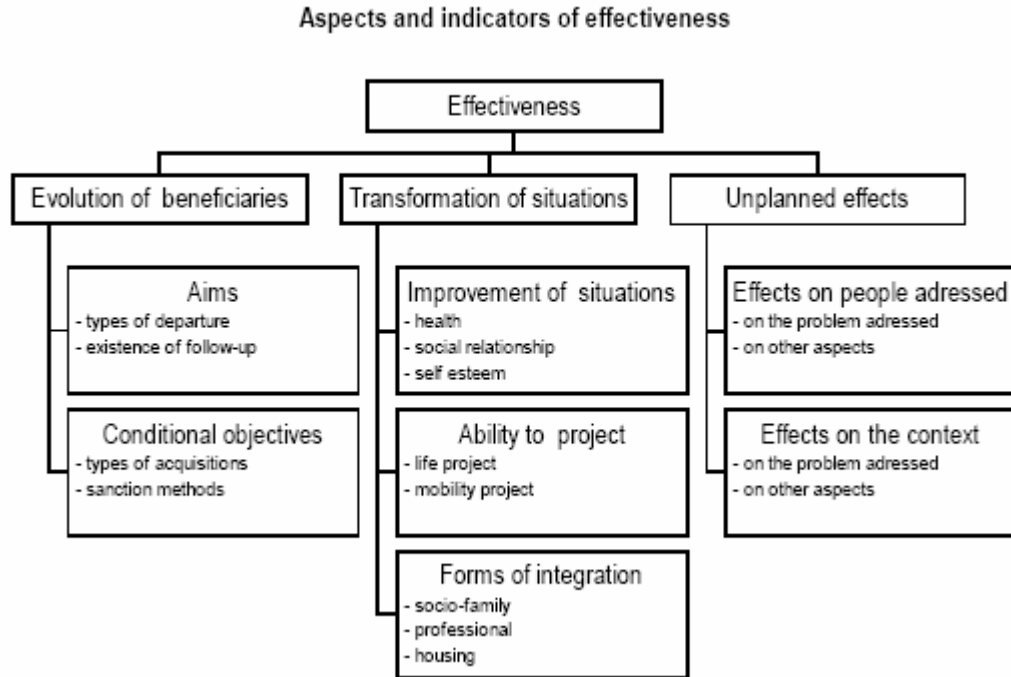 Aspects and indicators of effectiveness
Effectiveness
Evolution of beneficiaries
Transformation of situations
Unplanned effects
Aims
- types of departure
- existence of follow-up
Conditional objectives
- types of acquisitions
- sanction methods
Improvement of situations
- health
- social relationship
- self esteem
Ability to project
- life project
- mobility project
Forms of integration
- socio-family
- professional
- housing
Effects on people adressed
- on the problem adressed
- on other aspects
Effects on the context
- on the problem adressed
- on other aspects